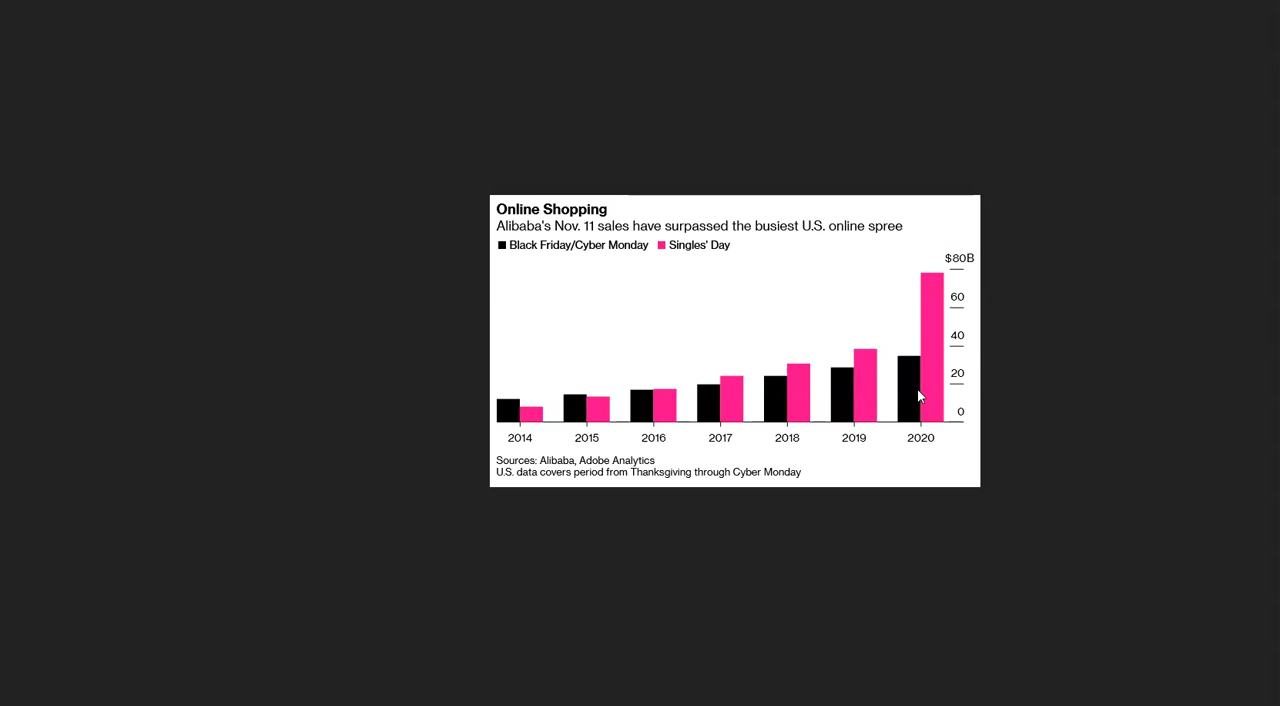 Online Shopping
Alibaba's Nov. 11 sales have surpassed the busiest U.S. online spree
Black Friday/Cyber Monday Singles' Day
$80B
60
40
20
0
2014 2015 2016 2017 2018 2019 2020
Sources: Alibaba, Adobe Analytics
U.S. data covers period from Thanksgiving through Cyber Monday